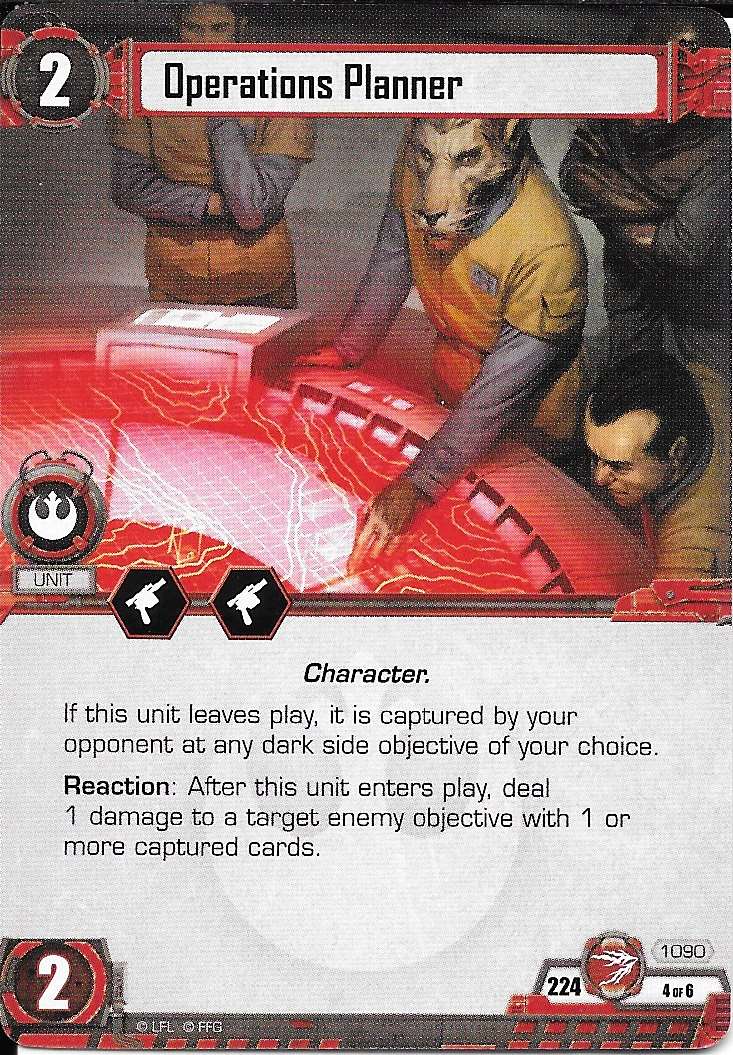 2
Operations Planner
UNIT
Character.
If this unit leaves play, it is captured by your
opponent at any dark side objective of your choice.
Reaction: After this unit enters play, deal
1 damage to a target enemy objective with 1 or
more captured cards.
2
1090
224
4 OF 6
© LFL © FFG